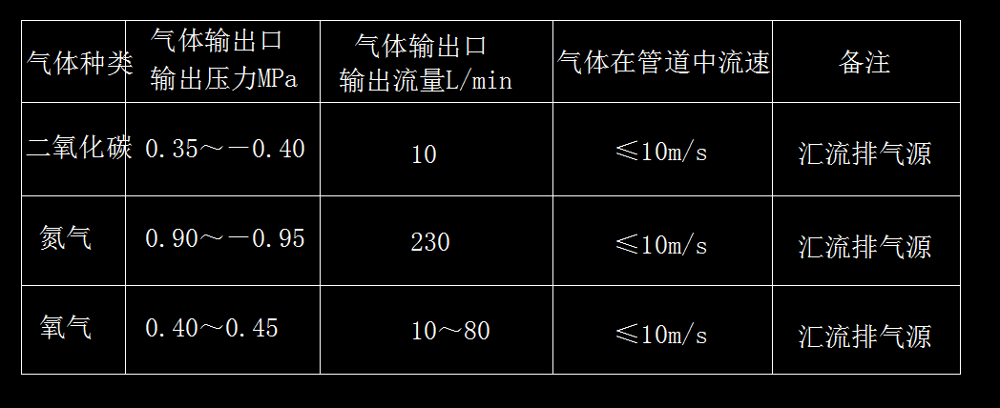 气体种类
气体输出口
输出压力MPa
气体输出口
输出流量L/min
气体在管道中流速
备注
二氧化碳
0.35～－0.40
10
≤10m/s
汇流排气源
氮气
0.90～－0.95
230
≤10m/s
汇流排气源
氧气
0.40～0.45
10～80
≤10m/s
汇流排气源